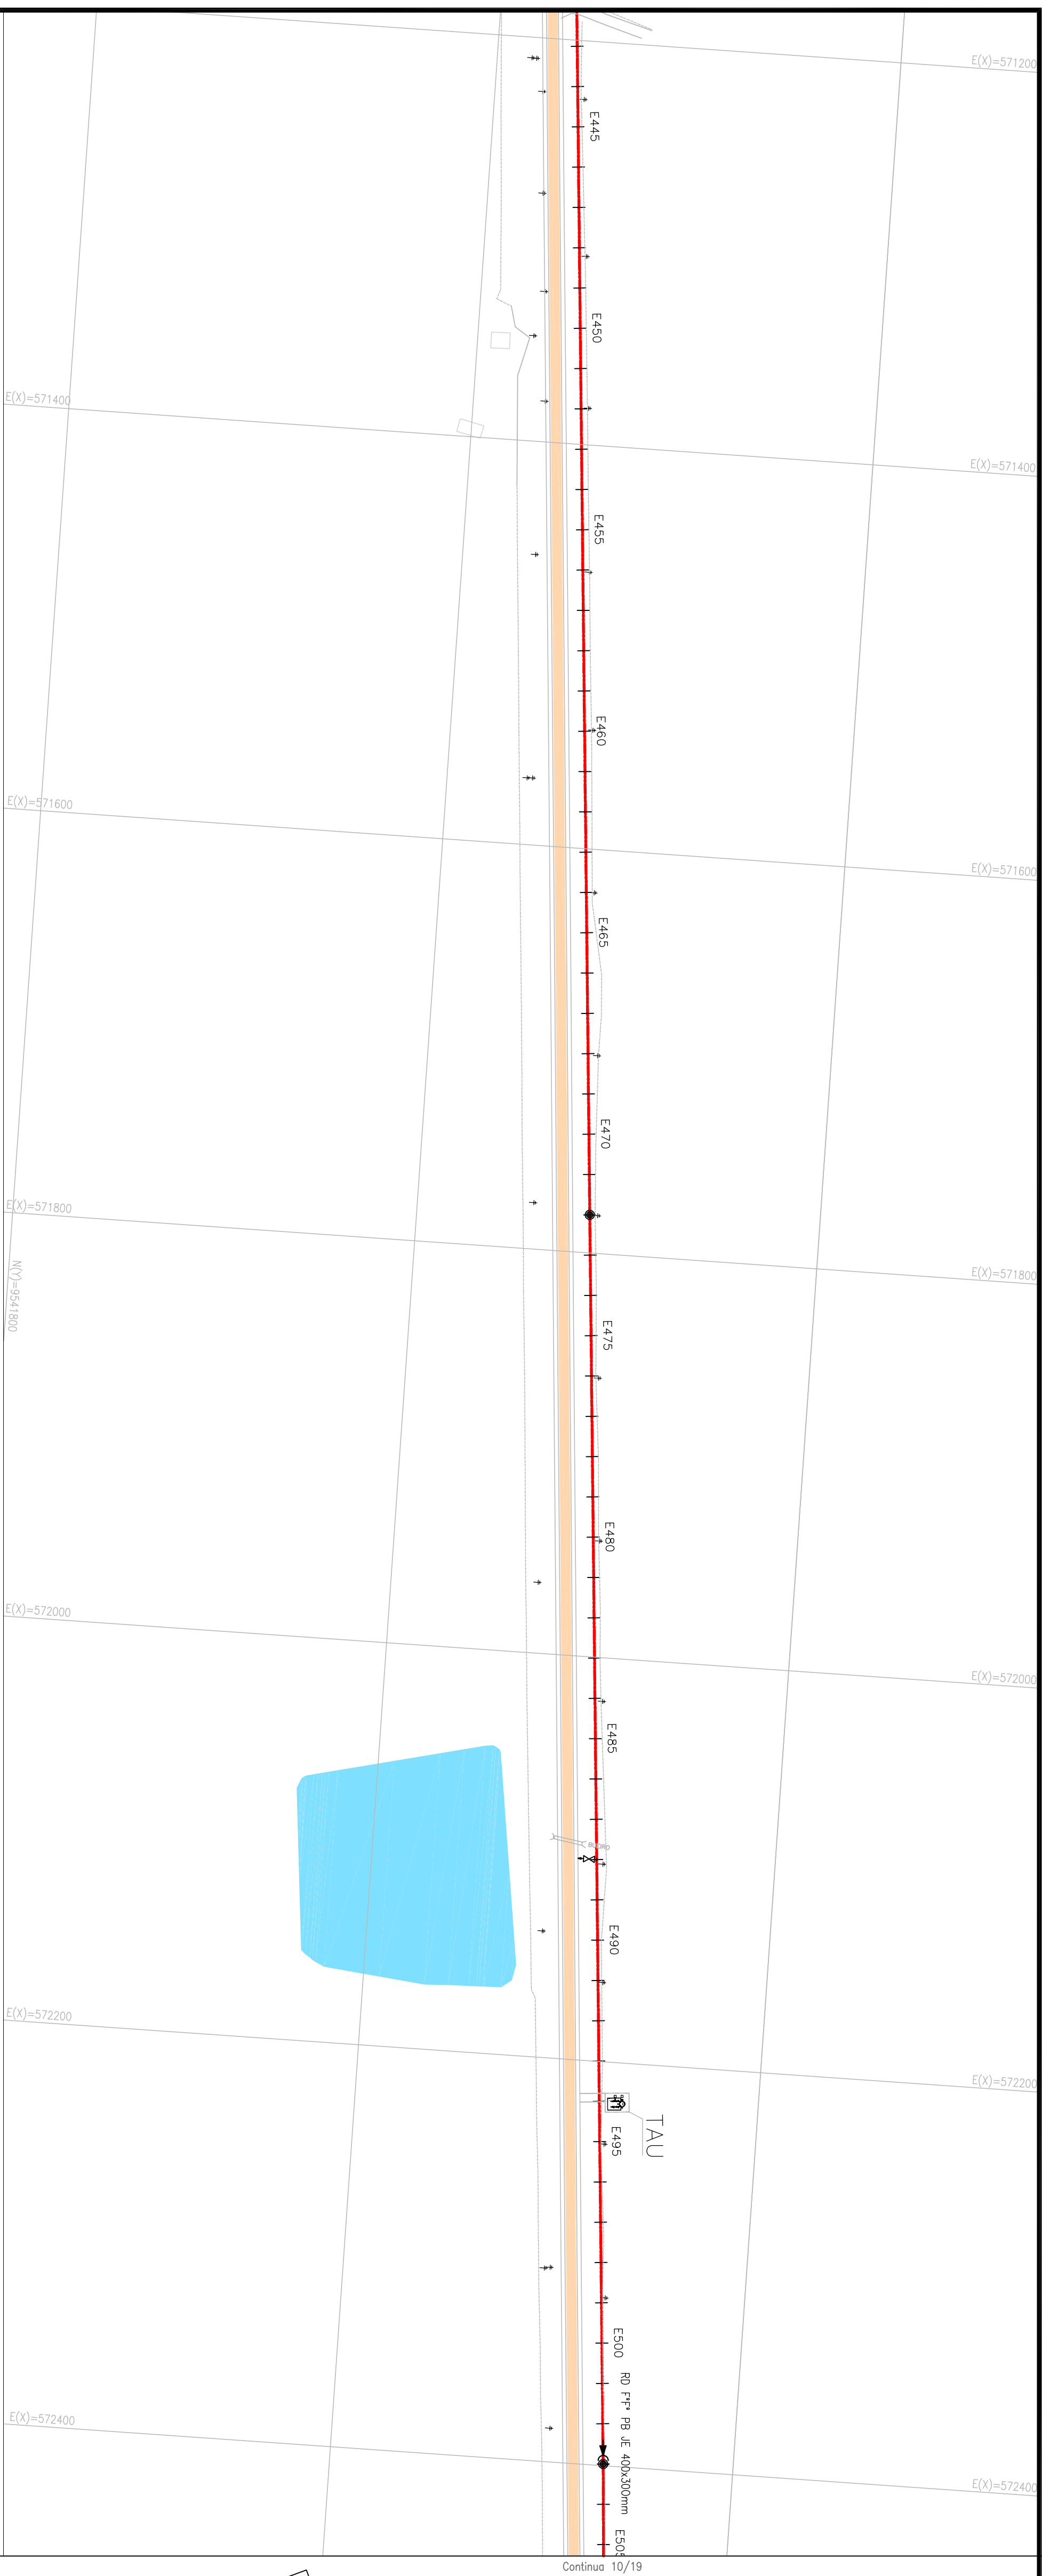 E(X)=571200
E445
E450
E(X)=571400
E(X)=571400
E455
E460
E(X)=571600
E(X)=571600
E465
E470
E(X)=571800
E(X)=571800
N(Y)=9541800
E475
E480
E(X)=572000
E(X)=572000
E485
E490
E(X)=572200
E(X)=572200
TAU
E495
E500
RD F°F° PB JE 400x300mm
E(X)=572400
E(X)=572400
E505
Continua 10/19